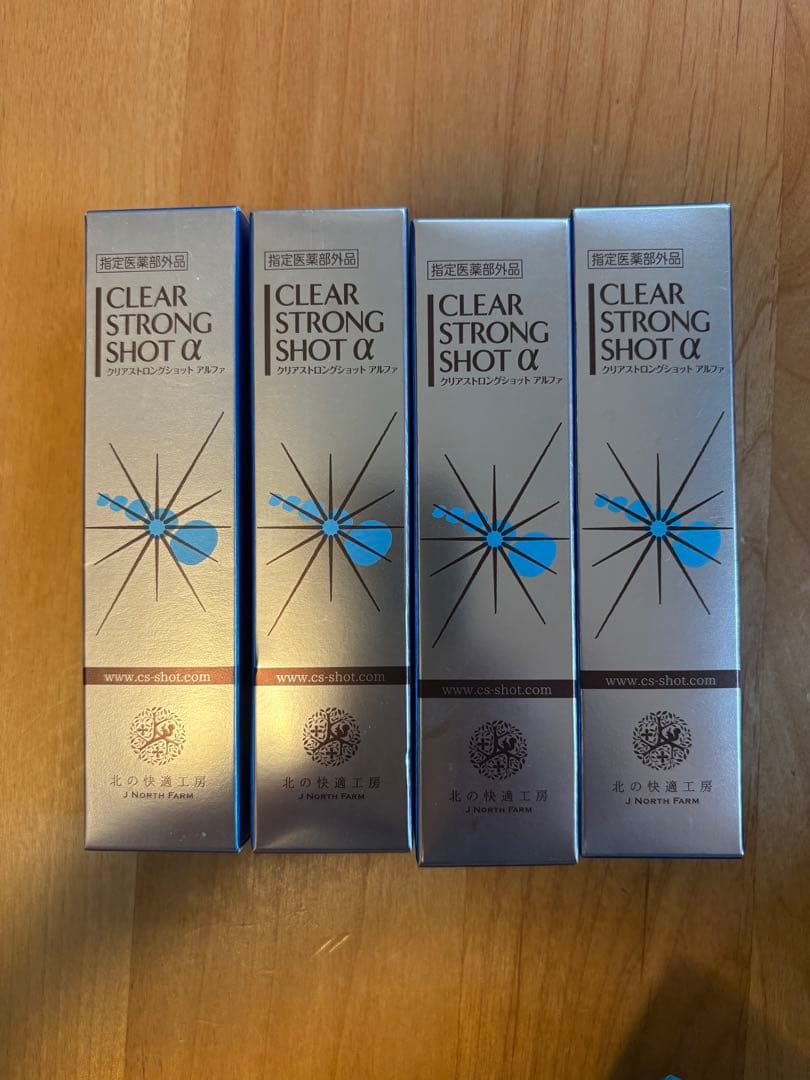 指定医薬部外品
CLEAR
STRONG
SHOT α
クリアストロングショット アルファ
www.cs-shot.com
北の快適工房
J NORTH FARM
指定医薬部外品
CLEAR
STRONG
SHOT α
クリアストロングショット アルファ
www.cs-shot.com
北の快適工房
J NORTH FARM
指定医薬部外品
CLEAR
STRONG
SHOT α
クリアストロングショット アルファ
www.cs-shot.com
北の快適工房
J NORTH FARM
指定医薬部外品
CLEAR
STRONG
SHOT α
クリアストロングショット アルファ
www.cs-shot.com
北の快適工房
J NORTH FARM